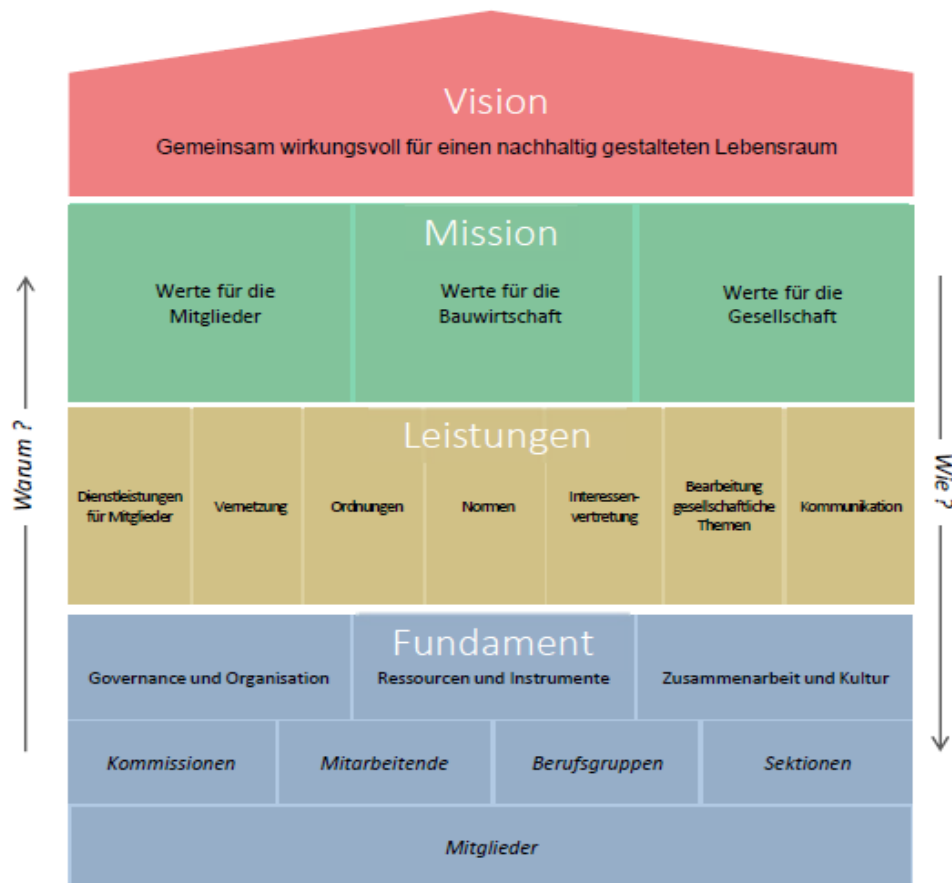 Vision
Gemeinsam wirkungsvoll für einen nachhaltig gestalteten Lebensraum
Mission
Werte für die
Mitglieder
Werte für die
Bauwirtschaft
Werte für die
Gesellschaft
Warum ?
Wie ?
Leistungen
Dienstleistungen
für Mitglieder
Vernetzung
Ordnungen
Normen
Interessen-
vertretung
Bearbeitung
gesellschaftliche
Themen
Kommunikation
Fundament
Governance und Organisation
Ressourcen und Instrumente
Zusammenarbeit und Kultur
Kommissionen
Mitarbeitende
Berufsgruppen
Sektionen
Mitglieder